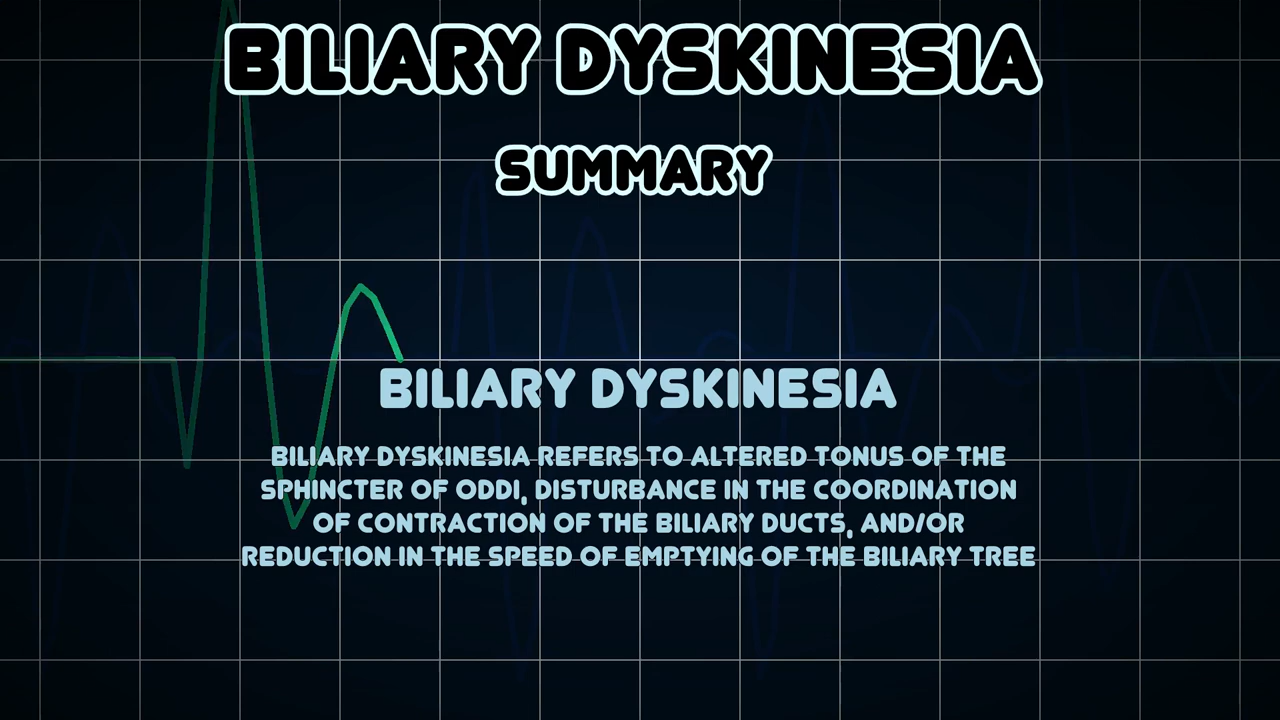 BILIARY DYSKINESIA
SUMMARY
BILIARY DYSKINESIA
BILIARY DYSKINESIA REFERS TO ALTERED TONUS OF THE
SPHINCTER OF ODDI, DISTURBANCE IN THE COORDINATION
OF CONTRACTION OF THE BILIARY DUCTS, AND/OR
REDUCTION IN THE SPEED OF EMPTYING OF THE BILIARY TREE